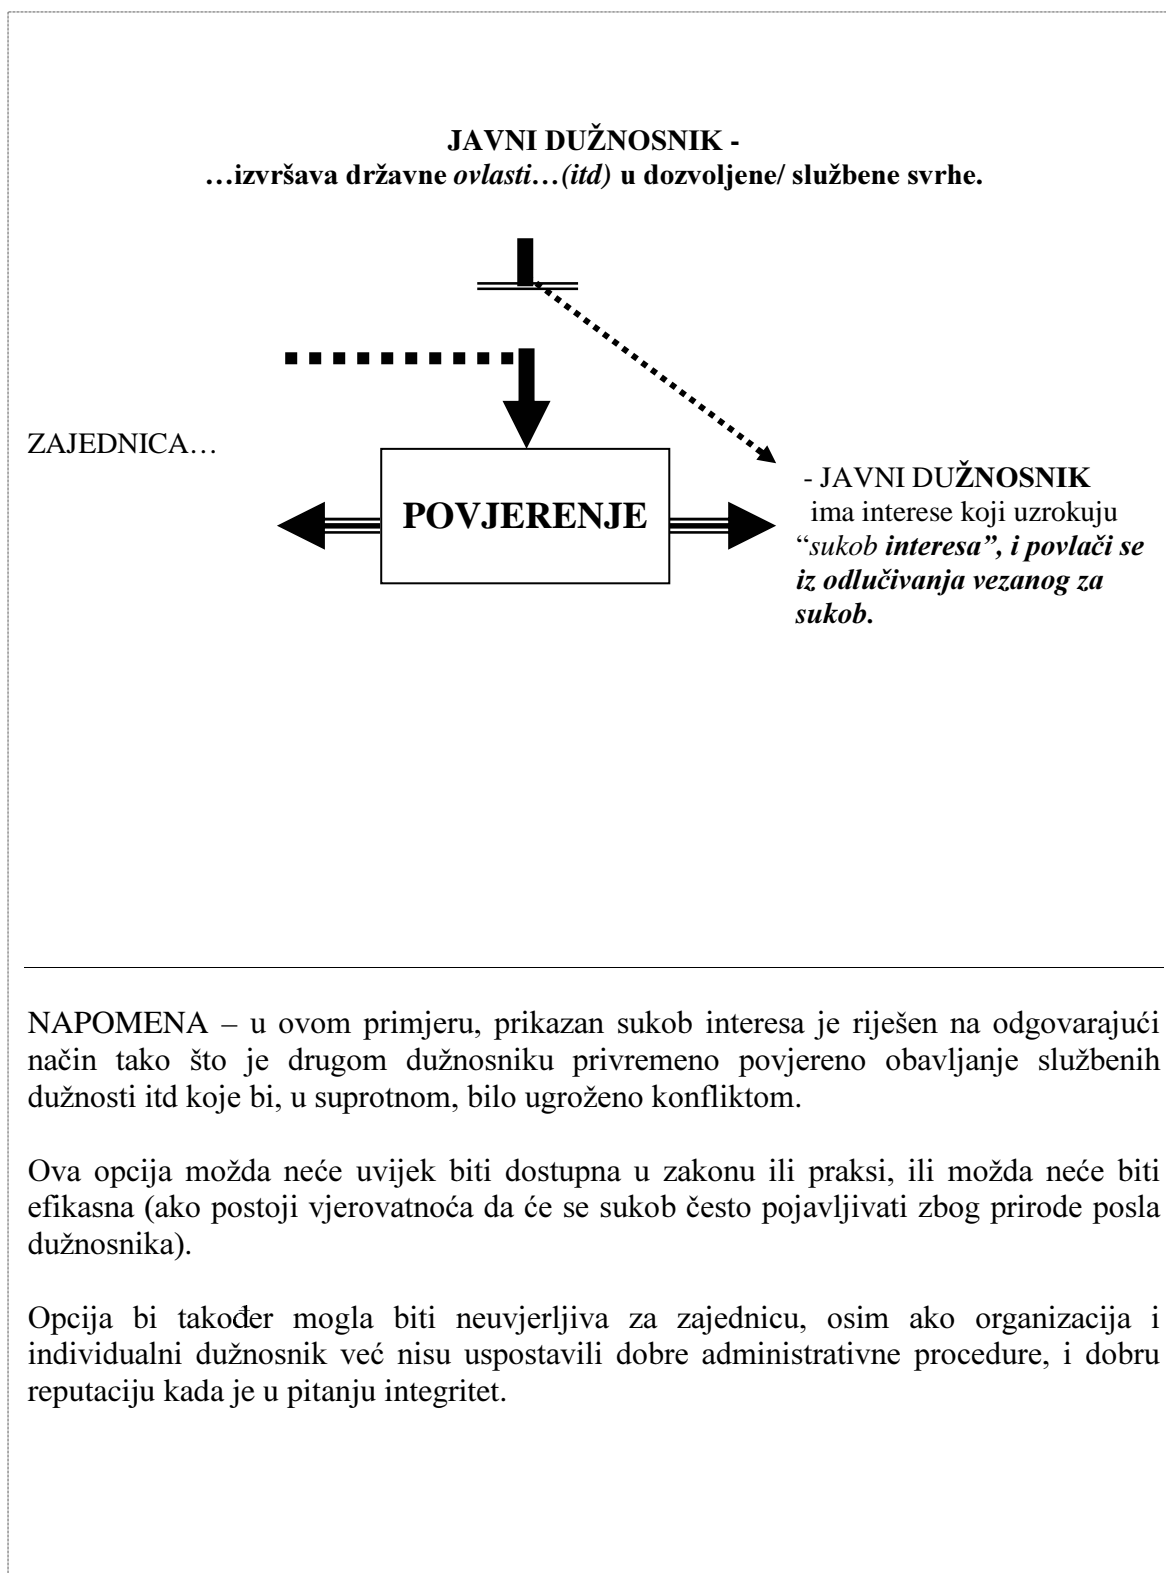 JAVNI DUŽNOSNIK -
…izvršava državne ovlasti…(itd) u dozvoljene/ službene svrhe.
ZAJEDNICA…
POVJERENJE
- JAVNI DUŽNOSNIK
ima interese koji uzrokuju
“sukob interesa”, i povlači se
iz odlučivanja vezanog za
sukob.
NAPOMENA – u ovom primjeru, prikazan sukob interesa je riješen na odgovarajući
način tako što je drugom dužnosniku privremeno povjereno obavljanje službenih
dužnosti itd koje bi, u suprotnom, bilo ugroženo konfliktom.
Ova opcija možda neće uvijek biti dostupna u zakonu ili praksi, ili možda neće biti
efikasna (ako postoji vjerovatnoća da će se sukob često pojavljivati zbog prirode posla
dužnosnika).
Opcija bi također mogla biti neuvjerljiva za zajednicu, osim ako organizacija i
individualni dužnosnik već nisu uspostavili dobre administrativne procedure, i dobru
reputaciju kada je u pitanju integritet.